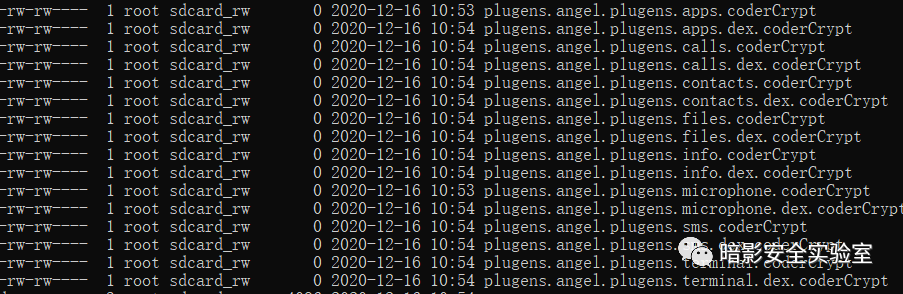 -rw-rw---- 1 root sdcard_rw 0 2020-12-16 10:53 plugens.angel.plugens.apps.coderCrypt
-rw-rw---- 1 root sdcard_rw 0 2020-12-16 10:54 plugens.angel.plugens.apps.dex.coderCrypt
-rw-rw---- 1 root sdcard_rw 0 2020-12-16 10:54 plugens.angel.plugens.calls.coderCrypt
-rw-rw---- 1 root sdcard_rw 0 2020-12-16 10:54 plugens.angel.plugens.calls.dex.coderCrypt
-rw-rw---- 1 root sdcard_rw 0 2020-12-16 10:54 plugens.angel.plugens.contacts.coderCrypt
-rw-rw---- 1 root sdcard_rw 0 2020-12-16 10:54 plugens.angel.plugens.contacts.dex.coderCrypt
-rw-rw---- 1 root sdcard_rw 0 2020-12-16 10:54 plugens.angel.plugens.files.coderCrypt
-rw-rw---- 1 root sdcard_rw 0 2020-12-16 10:54 plugens.angel.plugens.files.dex.coderCrypt
-rw-rw---- 1 root sdcard_rw 0 2020-12-16 10:54 plugens.angel.plugens.info.coderCrypt
-rw-rw---- 1 root sdcard_rw 0 2020-12-16 10:54 plugens.angel.plugens.info.dex.coderCrypt
-rw-rw---- 1 root sdcard_rw 0 2020-12-16 10:53 plugens.angel.plugens.microphone.coderCrypt
-rw-rw---- 1 root sdcard_rw 0 2020-12-16 10:54 plugens.angel.plugens.microphone.dex.coderCrypt
-rw-rw---- 1 root sdcard_rw 0 2020-12-16 10:54 plugens.angel.plugens.sms.coderCrypt
-rw-rw---- 1 root sdcard_rw 0 2020-12-16 10:54 plugens.angel.plugens.sms.dex.coderCrypt
-rw-rw---- 1 root sdcard_rw 0 2020-12-16 10:54 plugens.angel.plugens.terminal.coderCrypt
-rw-rw---- 1 root sdcard_rw 0 2020-12-16 10:54 plugens.angel.plugens.terminal.dex.coderCrypt
暗影安全实验室